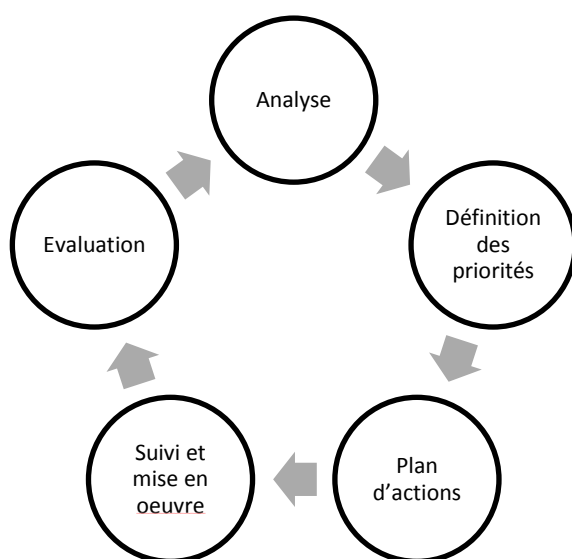 Analyse
Définition
des
priorités
Plan
d’actions
Suivi et
mise en
oeuvre
Evaluation